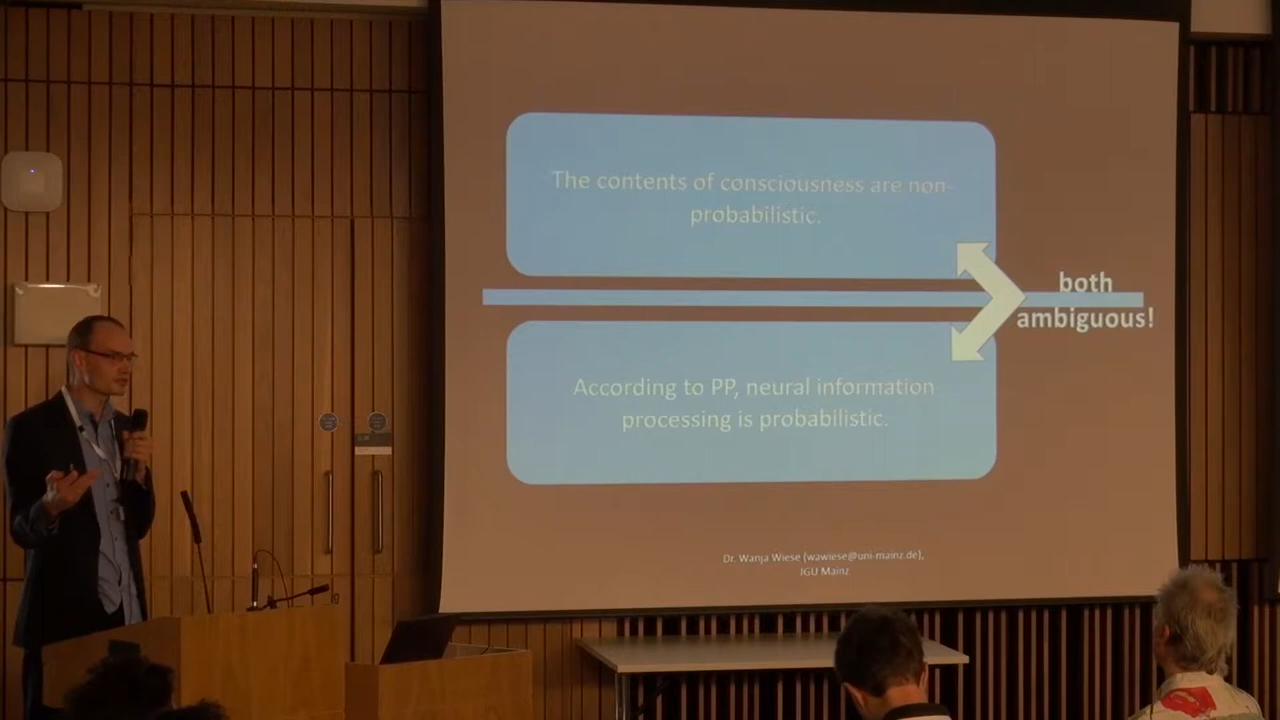 The contents of consciousness are non-
probabilistic.
both
ambiguous!
According to PP, neural information
processing is probabilistic.
Dr. Wanja Wiese (wawiese@uni-mainz.de),
JGU Mainz